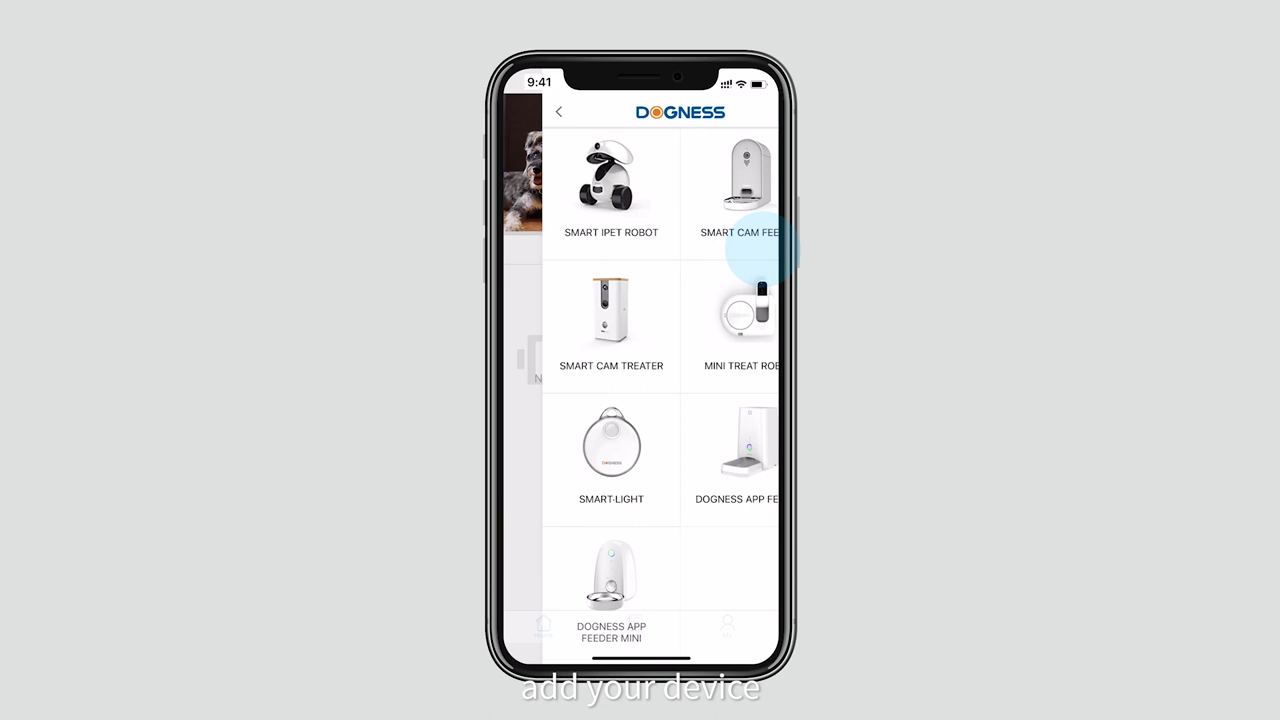 9:41
DOGNESS
SMART IPET ROBOT
SMART CAM FEE
SMART CAM TREATER
MINI TREAT ROB
DOGNESS
SMART-LIGHT
DOGNESS APP FE
DOGNESS APP
FEEDER MINI
add your device